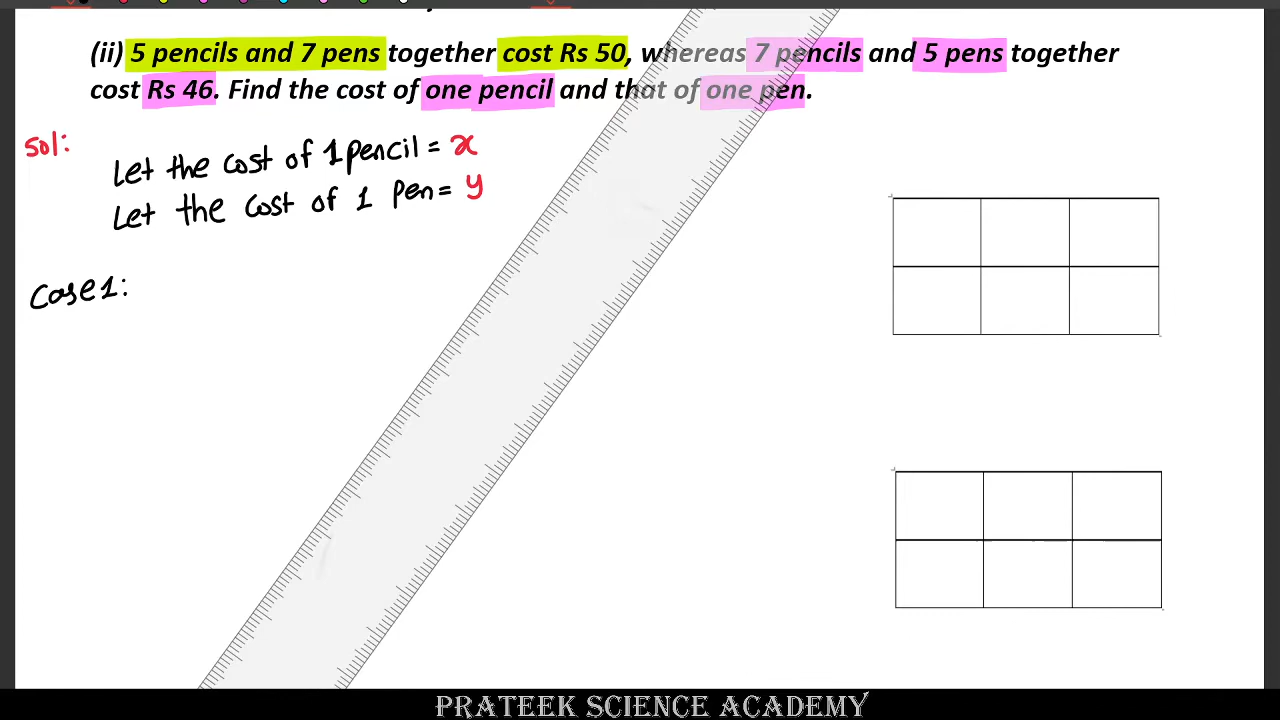 (ii) 5 pencils and 7 pens together cost Rs 50, whereas 7 pencils and 5 pens together
cost Rs 46. Find the cost of one pencil and that of one pen.
Sol:
Let the cost of 1 pencil = x
Let the cost of 1 pen = y
Case 1:
PRATEEK SCIENCE ACADEMY